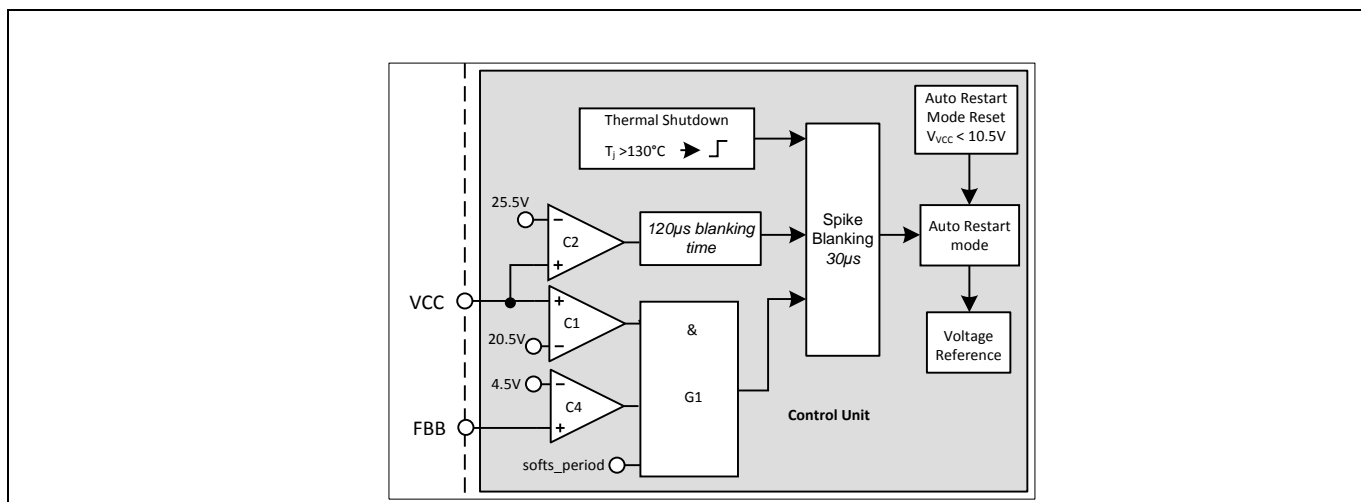 Auto Restart
Mode Reset
VVCC < 10.5V
Thermal Shutdown
Tj >130°C
25.5V
−
C2
+
120µs blanking
time
Spike
Blanking
30µs
Auto Restart
mode
VCC
+
C1
20.5V
−
&
G1
Voltage
Reference
4.5V
−
C4
+
FBB
Control Unit
softs_period